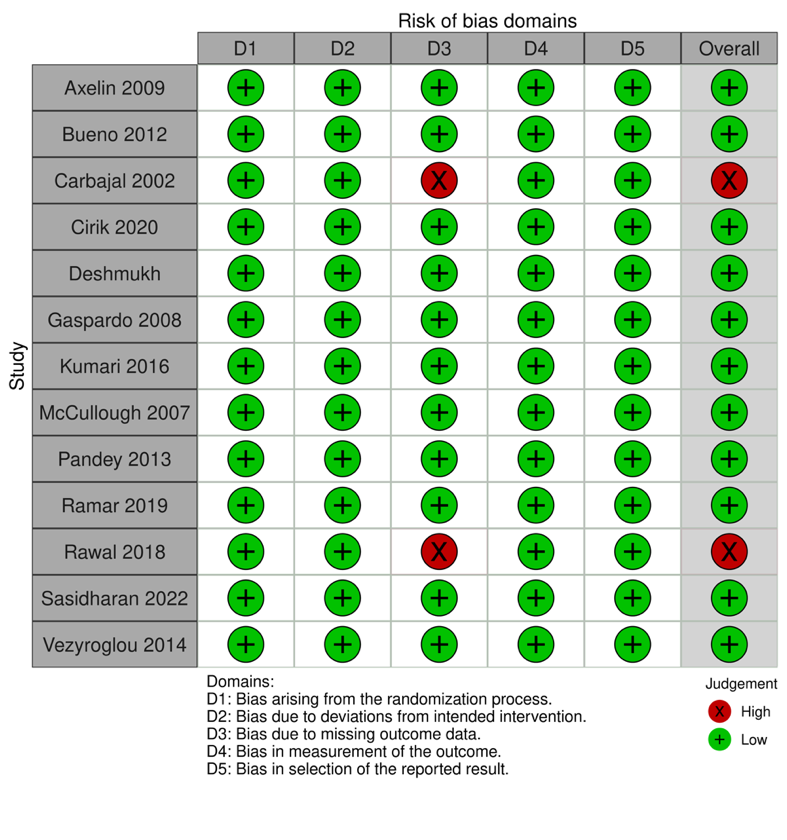 Risk of bias domains
D1 D2 D3 D4 D5 Overall
Study
Axelin 2009 + + + + + +
Bueno 2012 + + + + + +
Carbajal 2002 + + X + + X
Cirik 2020 + + + + + +
Deshmukh + + + + + +
Gaspardo 2008 + + + + + +
Kumari 2016 + + + + + +
McCullough 2007 + + + + + +
Pandey 2013 + + + + + +
Ramar 2019 + + + + + +
Rawal 2018 + + X + + X
Sasidharan 2022 + + + + + +
Vezyroglou 2014 + + + + + +
Domains:
D1: Bias arising from the randomization process.
D2: Bias due to deviations from intended intervention.
D3: Bias due to missing outcome data.
D4: Bias in measurement of the outcome.
D5: Bias in selection of the reported result.
Judgement
X High
+ Low